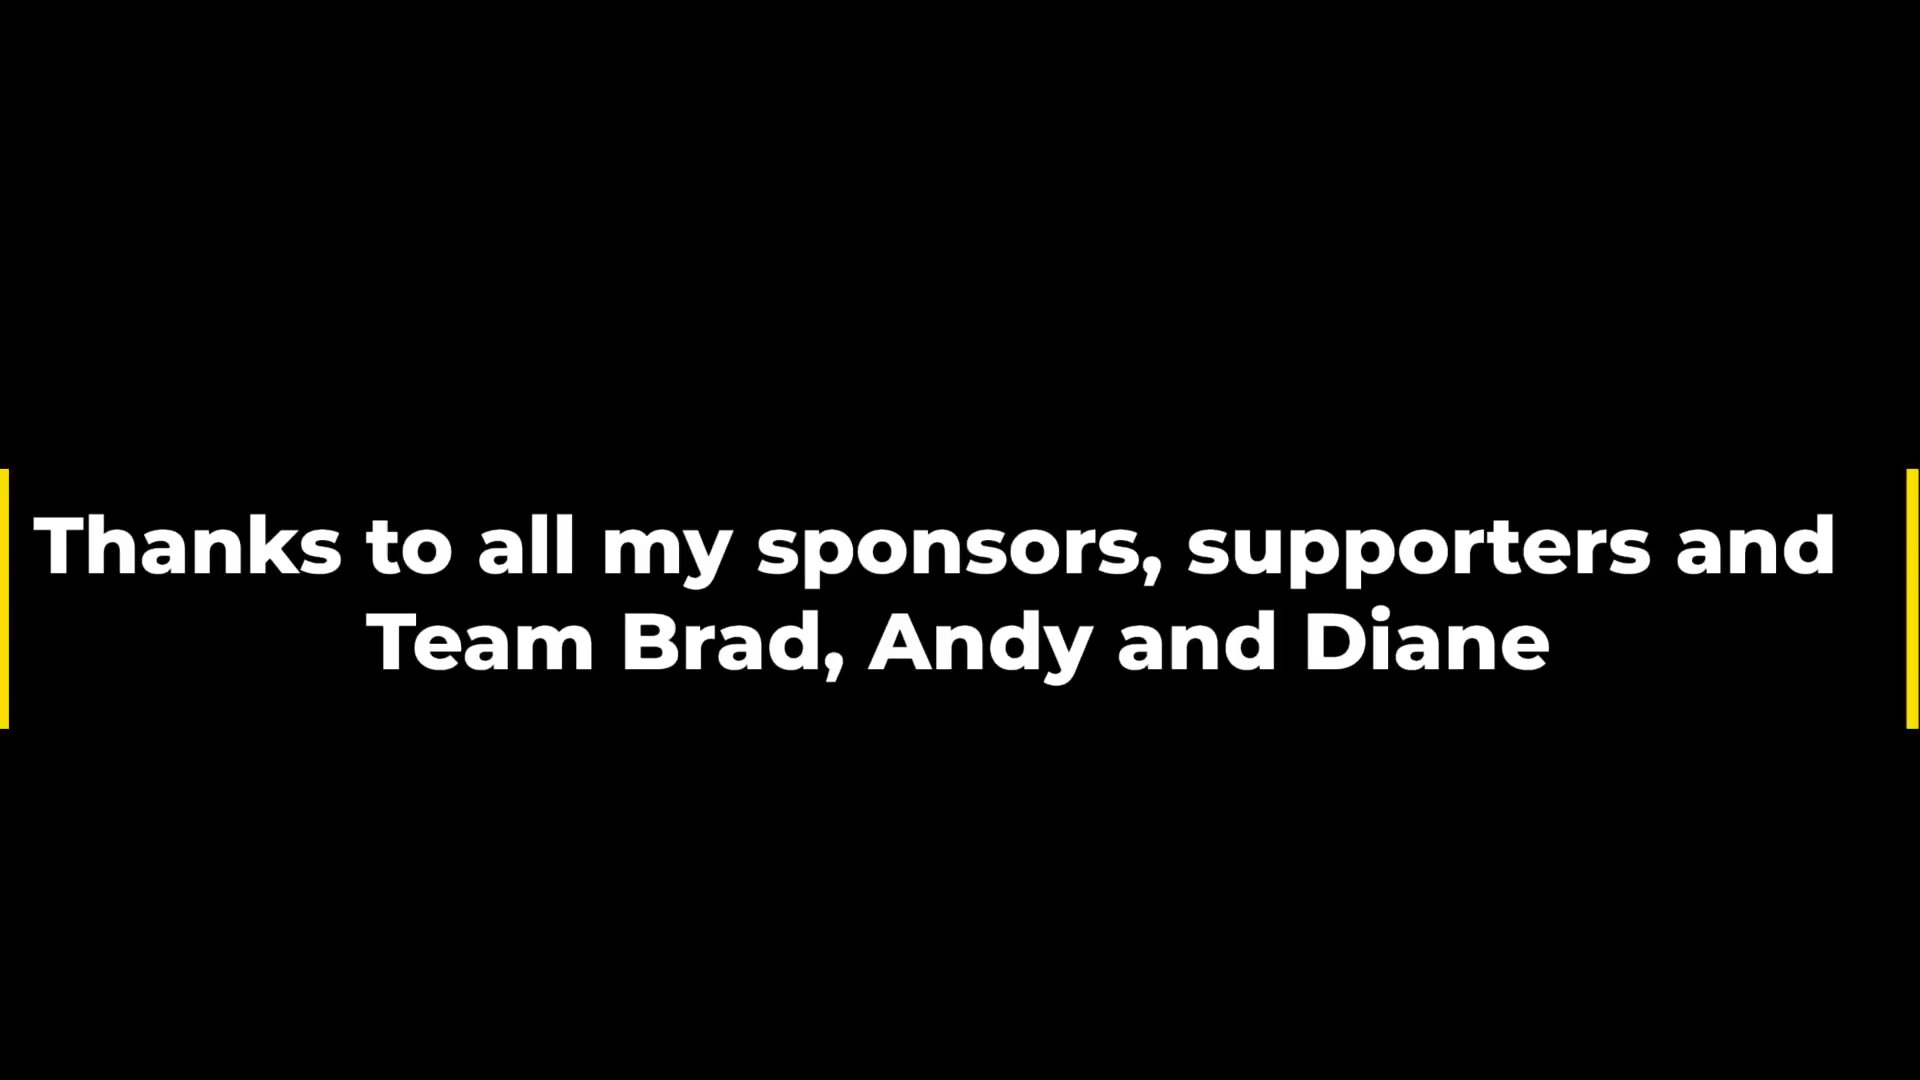 Thanks to all my sponsors, supporters and
Team Brad, Andy and Diane